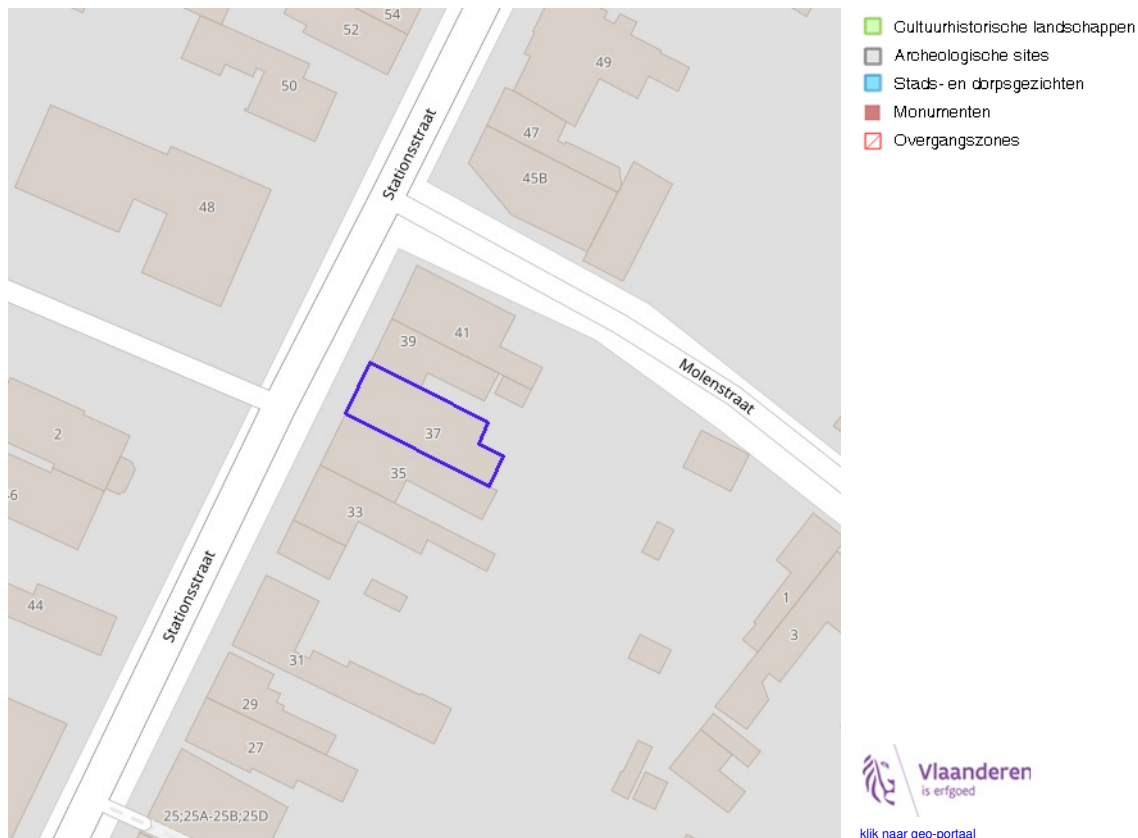 54
52
50
49
47
45B
48
Stationsstraat
41
39
Molenstraat
37
2
35
33
46
44
Stationsstraat
1
3
31
29
27
25;25A-25B;25D
Cultuurhistorische landschappen
Archeologische sites
Stads- en dorpsgezichten
Monumenten
Overgangszones
Vlaanderen
is erfgoed
klik naar geo-portaal